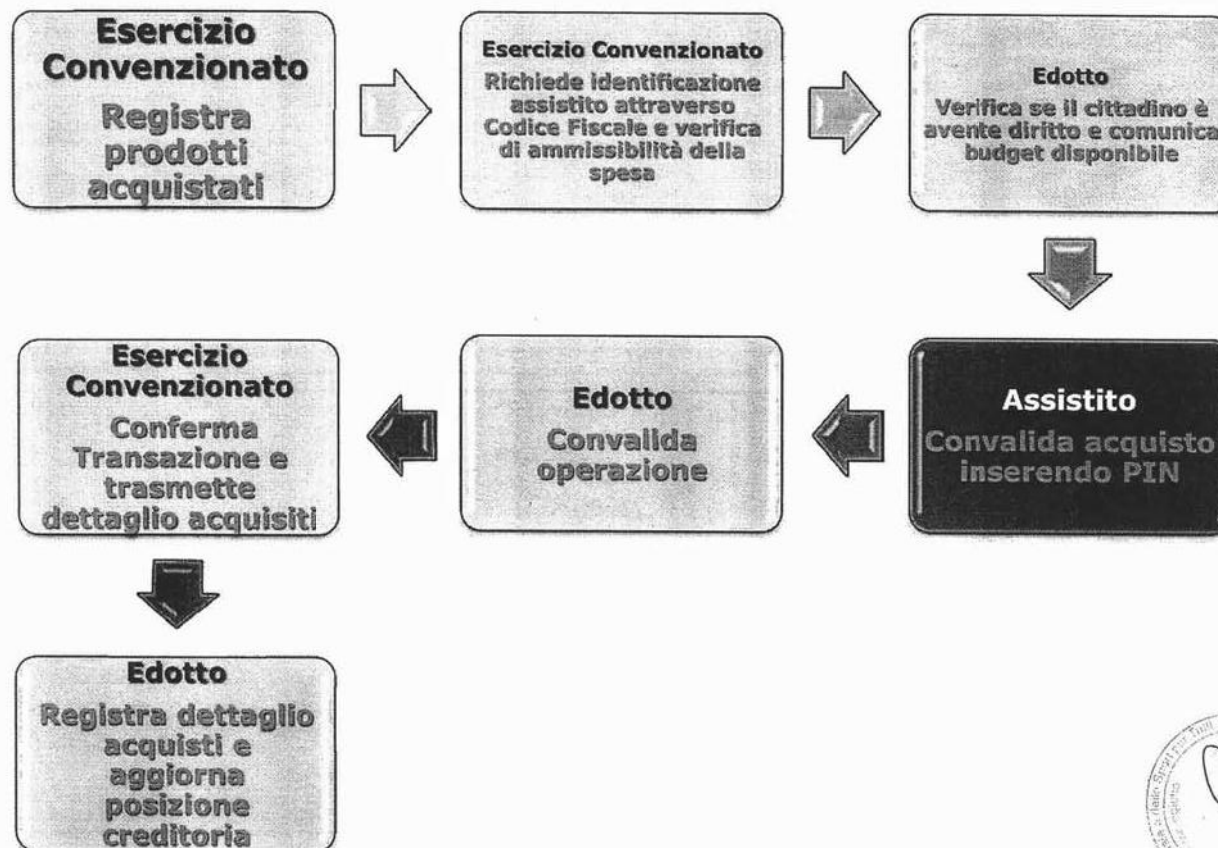 Esercizio
Convenzionato
Registra
prodotti
acquistati
Esercizio Convenzionato
Richiede identificazione
assistito attraverso
Codice Fiscale e verifica
di ammissibilità della
spesa
Edotto
Verifica se il cittadino è
avente diritto e comunica
budget disponibile
Assistito
Convalida acquisto
inserendo PIN
Edotto
Convalida
operazione
Esercizio
Convenzionato
Conferma
Transazione e
trasmette
dettaglio acquisiti
Edotto
Registra dettaglio
acquisti e
aggiorna
posizione
creditoria